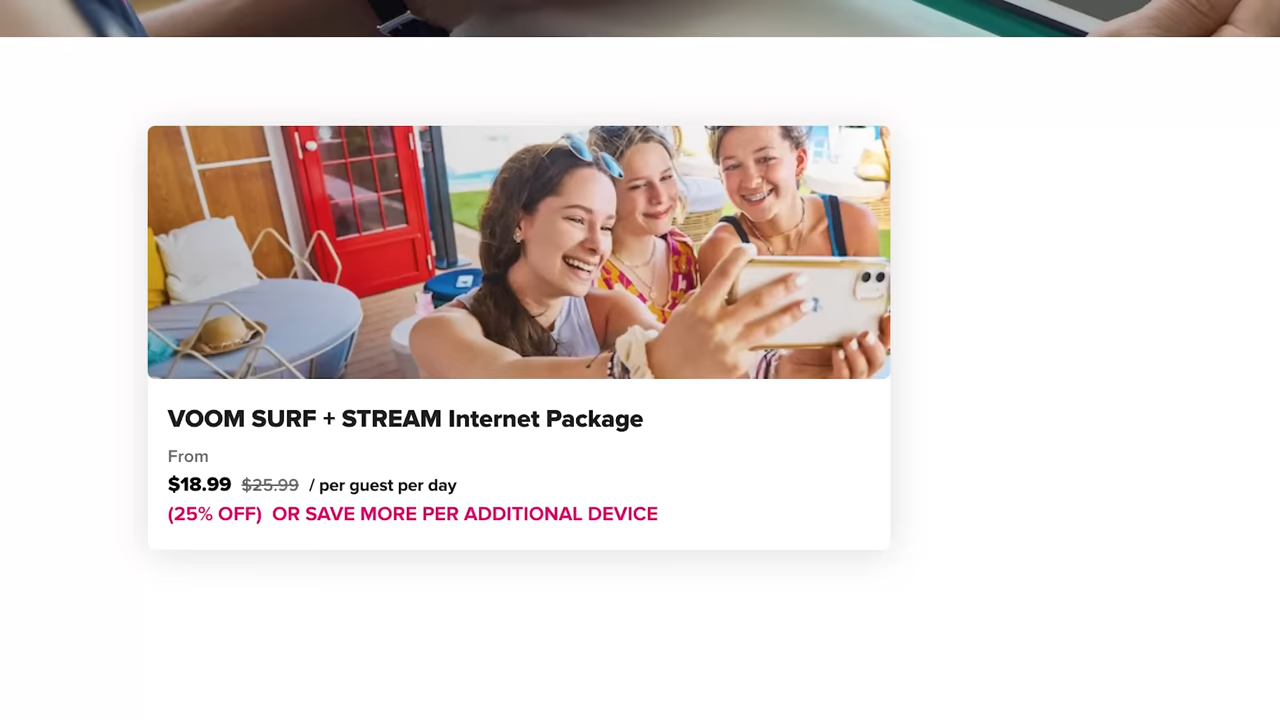 VOOM SURF + STREAM Internet Package
From
$18.99 $25.99 / per guest per day
(25% OFF) OR SAVE MORE PER ADDITIONAL DEVICE